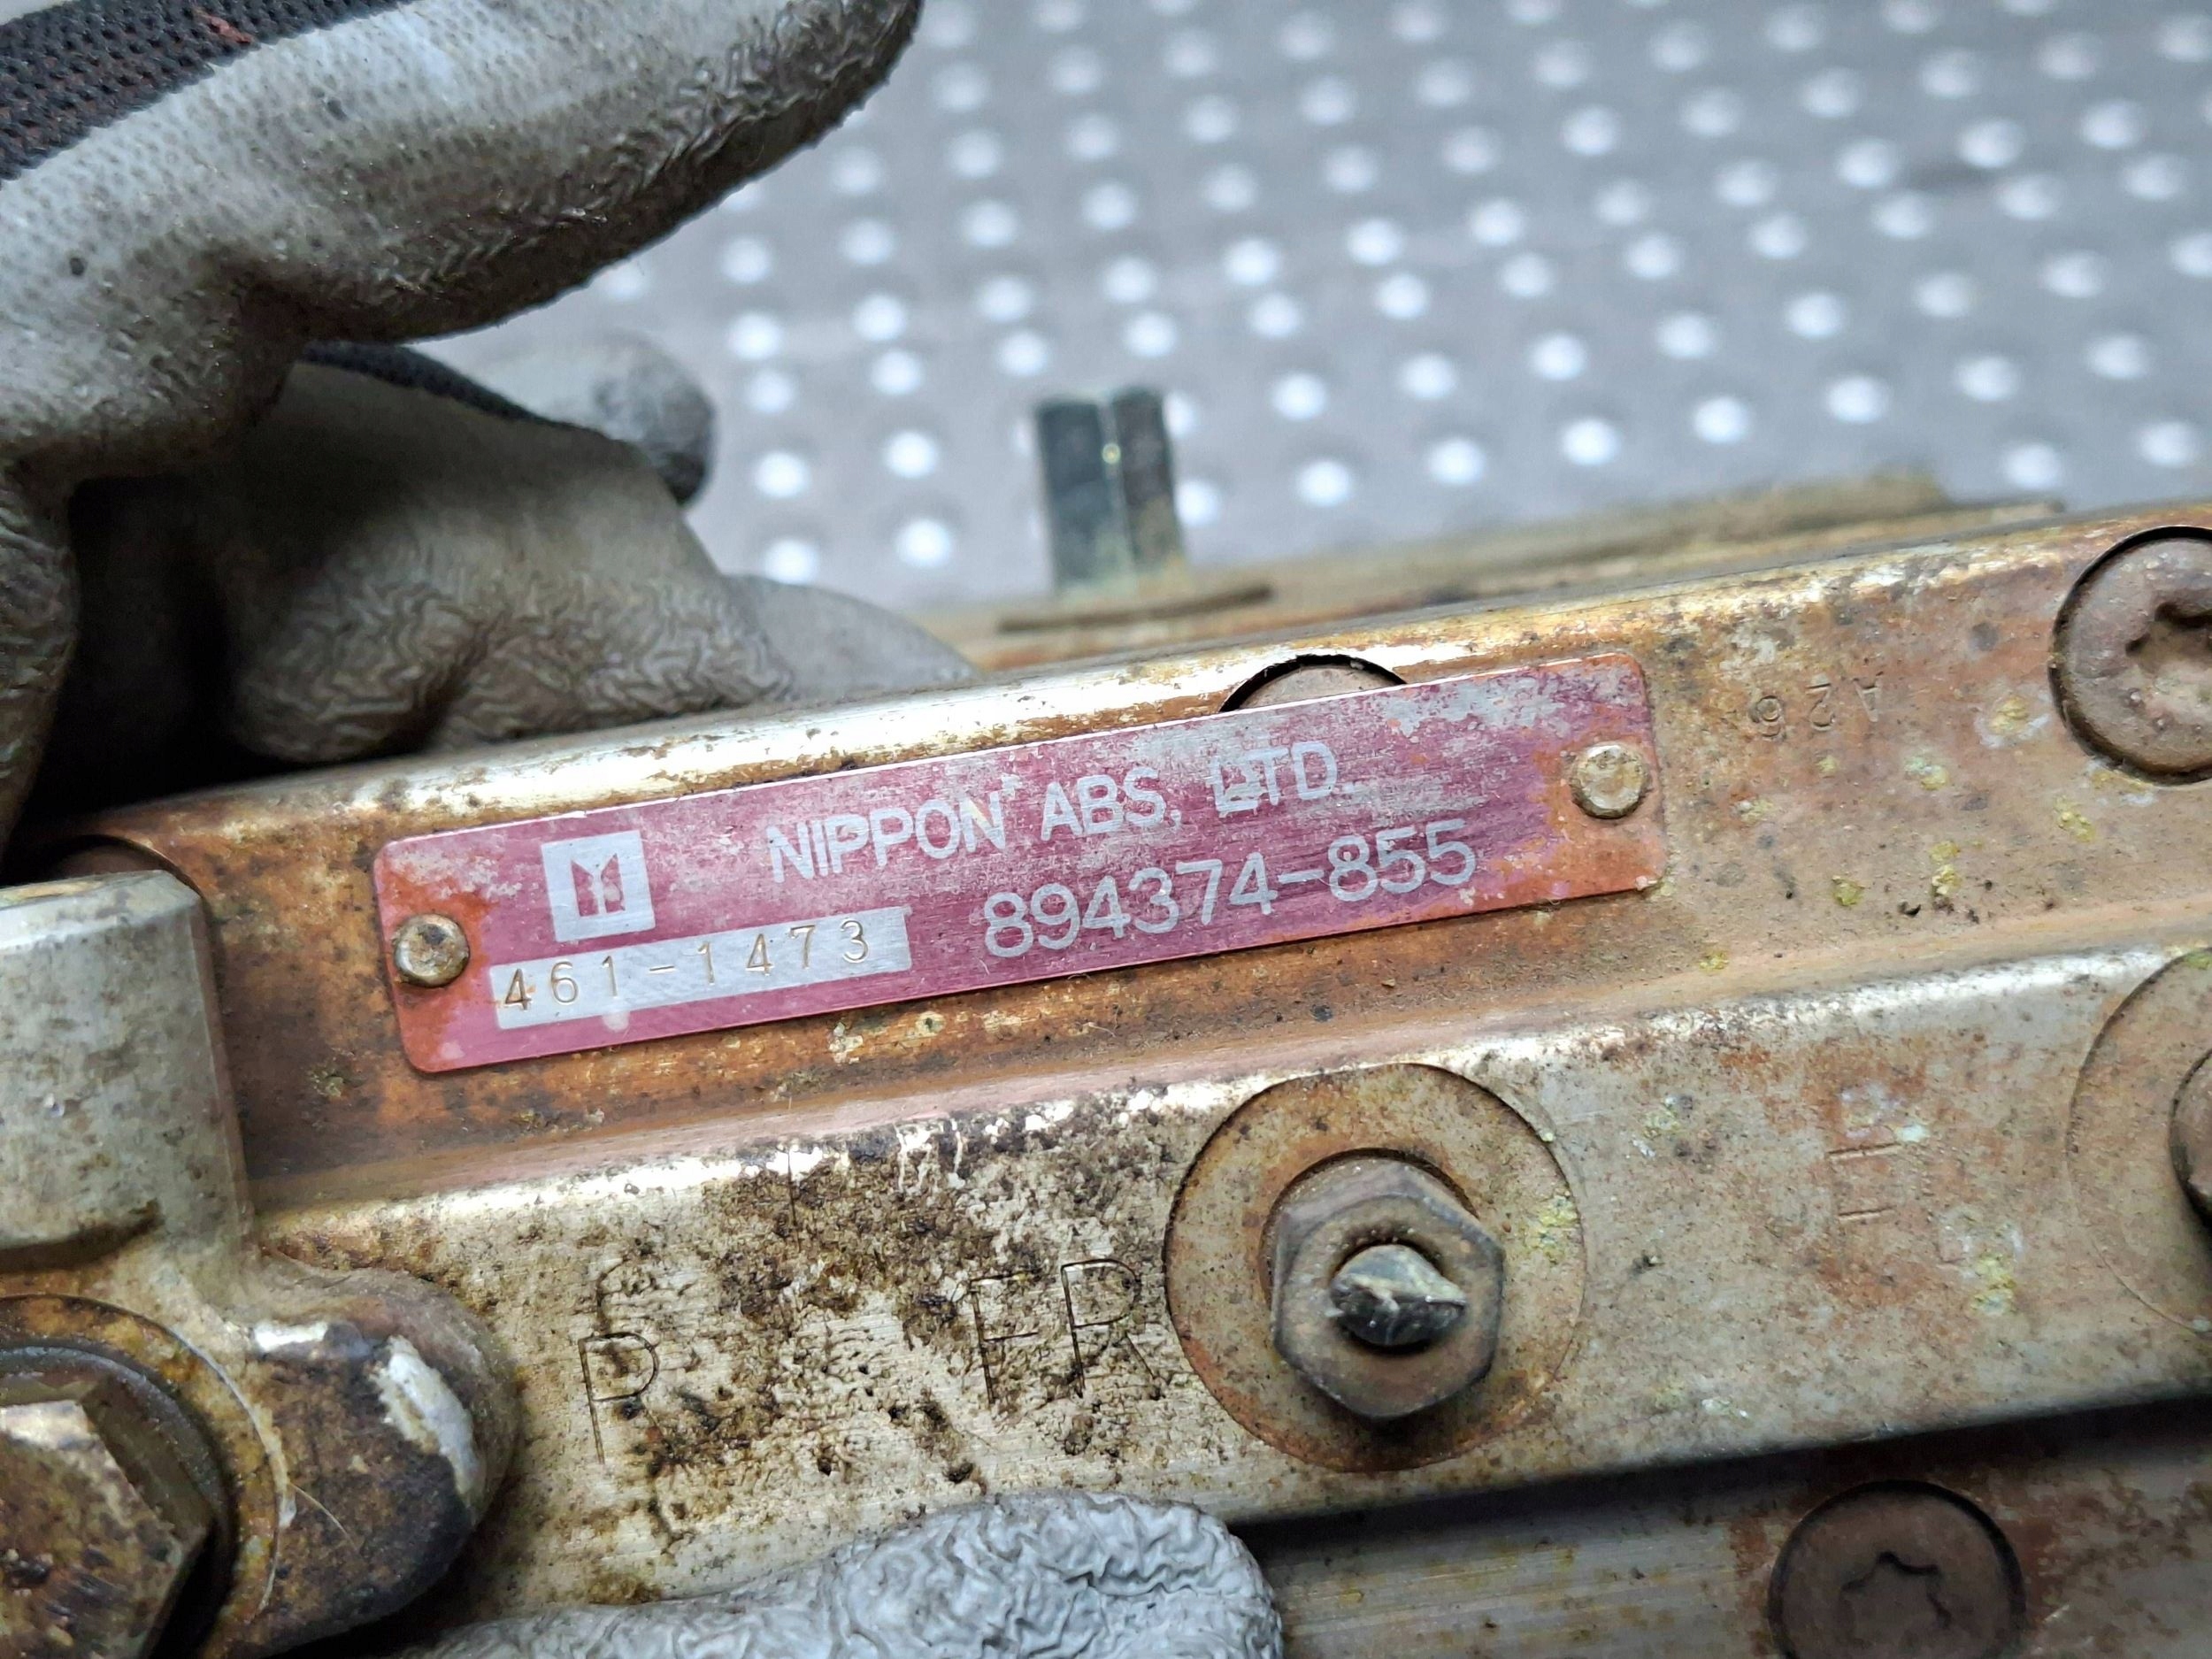 NIPPON ABS, LTD.
894374-855
461-1473
A26
P
FR